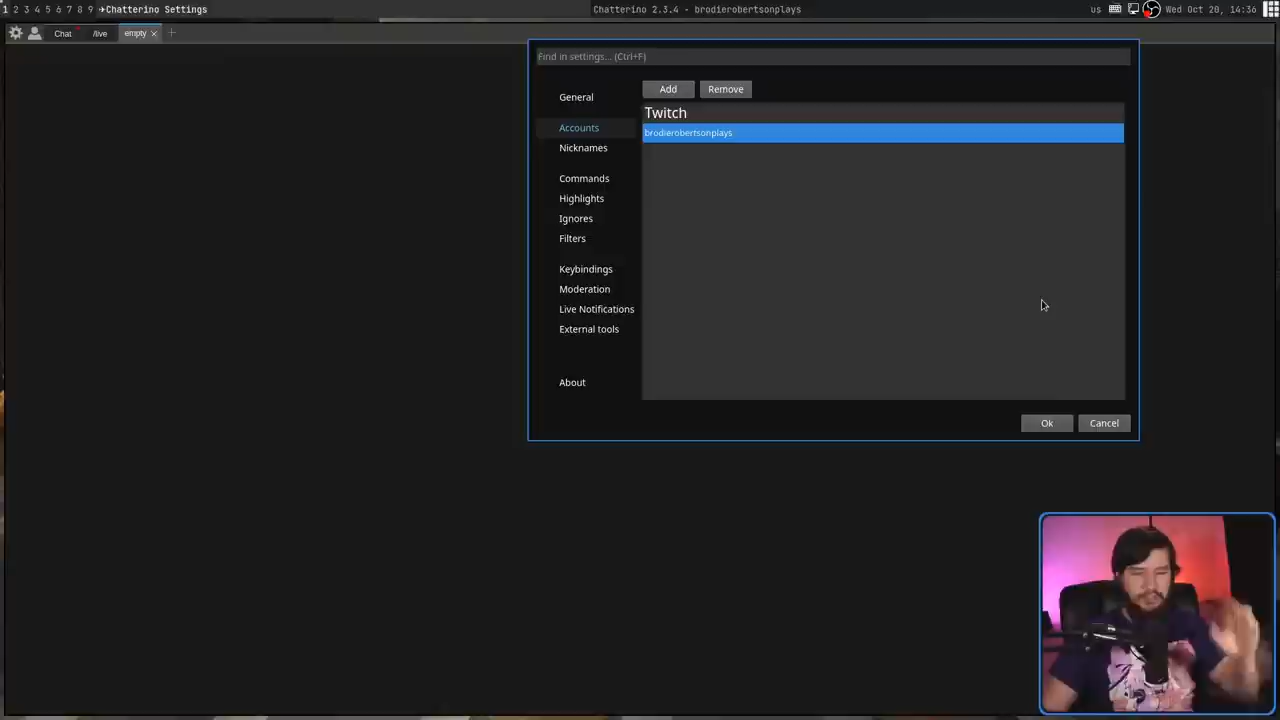 1 2 3 4 5 6 7 8 9 ✈Chatterino Settings
Chatterino 2.3.4 - brodierobertsonplays
us
Wed Oct 20, 14:36
Chat
/live
empty
Find in settings... (Ctrl+F)
General
Accounts
Nicknames
Commands
Highlights
Ignores
Filters
Keybindings
Moderation
Live Notifications
External tools
About
Add
Remove
Twitch
brodierobertsonplays
Ok
Cancel